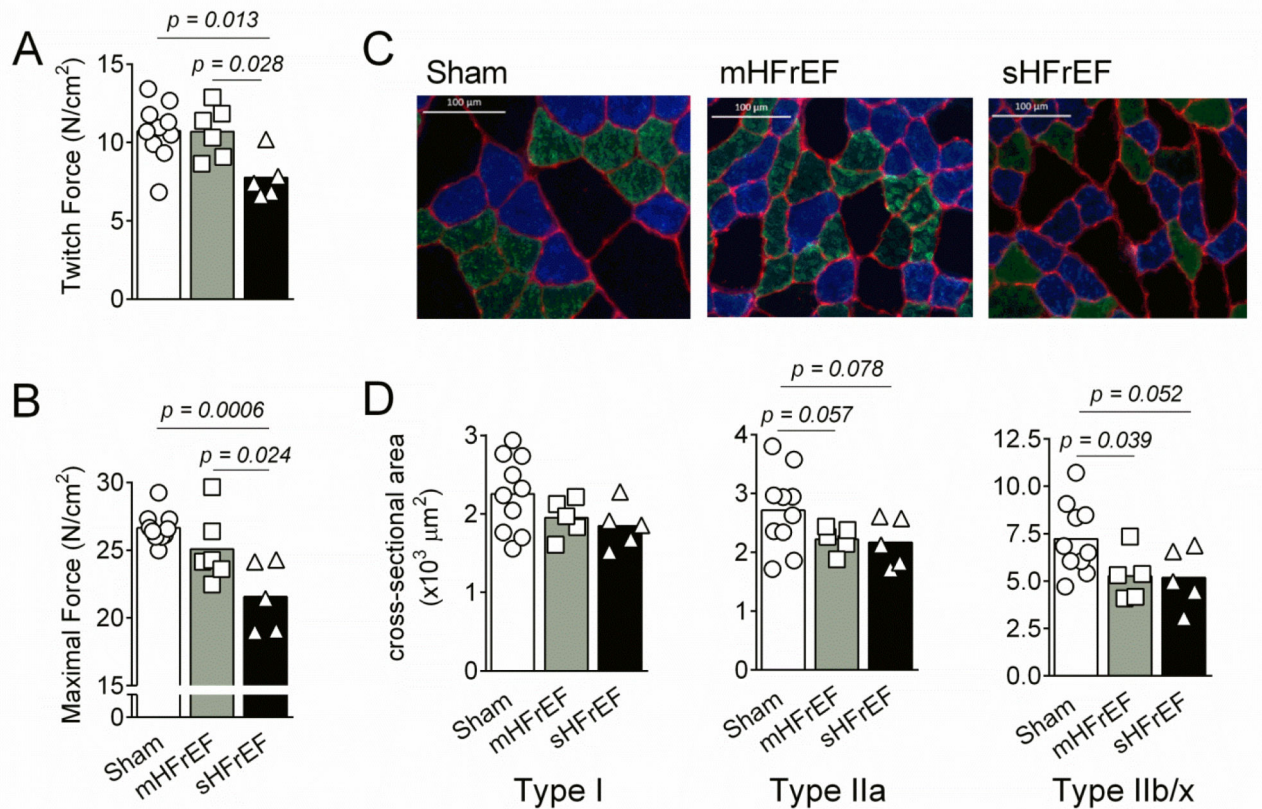 A
p = 0.013
p = 0.028
Twitch Force (N/cm²)
15
10
5
0
B
p = 0.0006
p = 0.024
Maximal Force (N/cm²)
30
25
20
15
0
Sham
mHFrEF
sHFrEF
C
Sham
mHFrEF
sHFrEF
100 µm
100 µm
100 µm
D
cross-sectional area
(x10³ µm²)
3
2
1
0
Sham
mHFrEF
sHFrEF
Type I
p = 0.078
p = 0.057
4
3
2
1
0
Sham
mHFrEF
sHFrEF
Type IIa
p = 0.052
p = 0.039
12.5
10.0
7.5
5.0
2.5
0.0
Sham
mHFrEF
sHFrEF
Type IIb/x